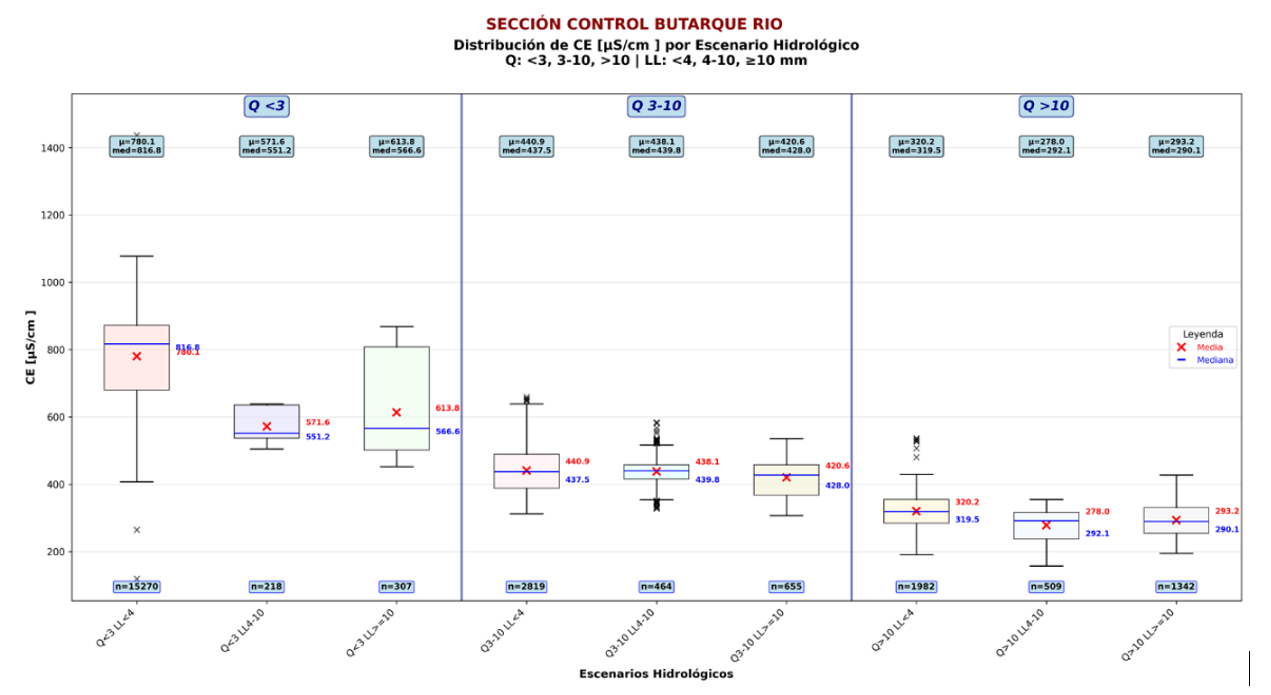 SECCIÓN CONTROL BUTARQUE RIO
Distribución de CE [µS/cm ] por Escenario Hidrológico
Q: <3, 3-10, >10 | LL: <4, 4-10, ≥10 mm
Q <3
Q 3-10
Q >10
μ=780.1
med=816.8
μ=571.6
med=551.2
μ=613.8
med=566.6
μ=440.9
med=437.5
μ=438.1
med=439.8
μ=420.6
med=428.0
μ=320.2
med=319.5
μ=278.0
med=292.1
μ=293.2
med=290.1
CE [µS/cm ]
1400
1200
1000
800
600
400
200
816.8
780.1
571.6
551.2
613.8
566.6
440.9
437.5
438.1
439.8
420.6
428.0
320.2
319.5
278.0
292.1
293.2
290.1
Leyenda
Media
Mediana
n=15270
n=218
n=307
n=2819
n=464
n=655
n=1982
n=509
n=1342
Q<3 LL<4
Q<3 LL4-10
Q<3 LL>=10
Q3-10 LL<4
Q3-10 LL4-10
Q3-10 LL>=10
Q>10 LL<4
Q>10 LL4-10
Q>10 LL>=10
Escenarios Hidrológicos